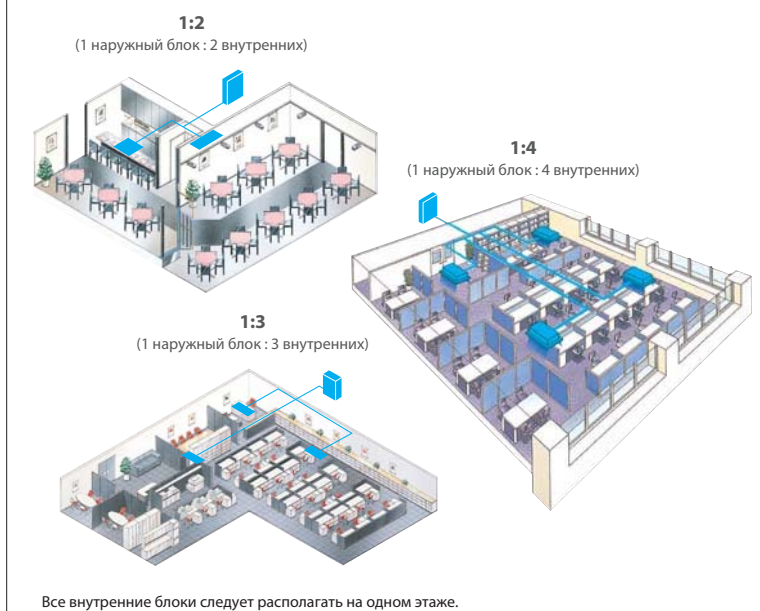 1:2
(1 наружный блок : 2 внутренних)
1:4
(1 наружный блок : 4 внутренних)
1:3
(1 наружный блок : 3 внутренних)
Все внутренние блоки следует располагать на одном этаже.